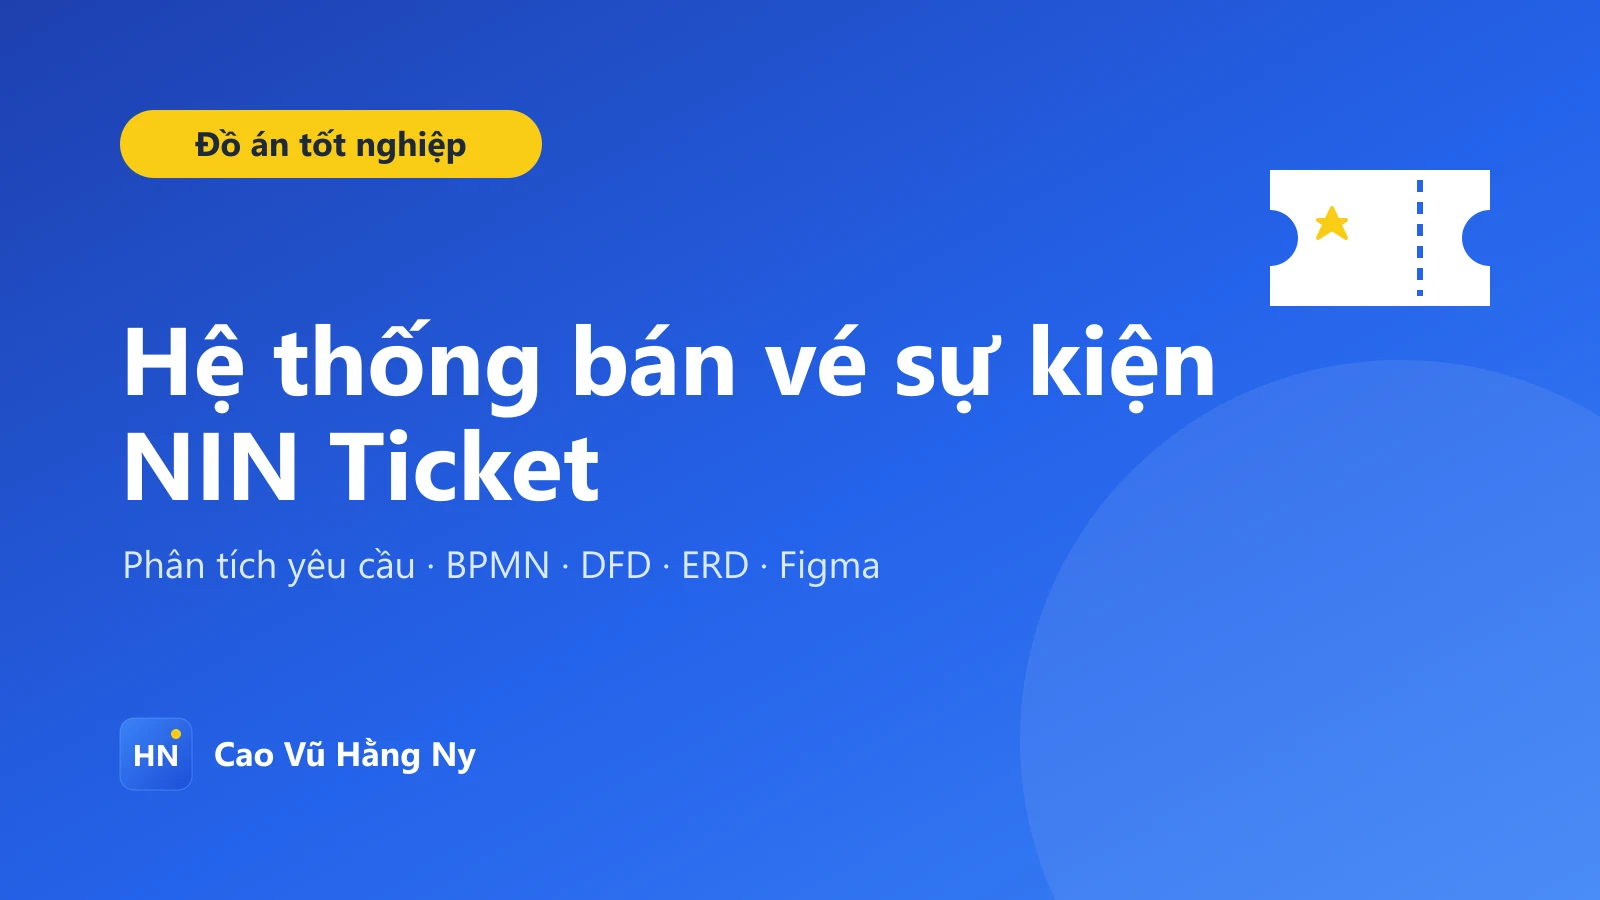 Đồ án tốt nghiệp
Hệ thống bán vé sự kiện
NIN Ticket
Phân tích yêu cầu · BPMN · DFD · ERD · Figma
HN
Cao Vũ Hằng Ny